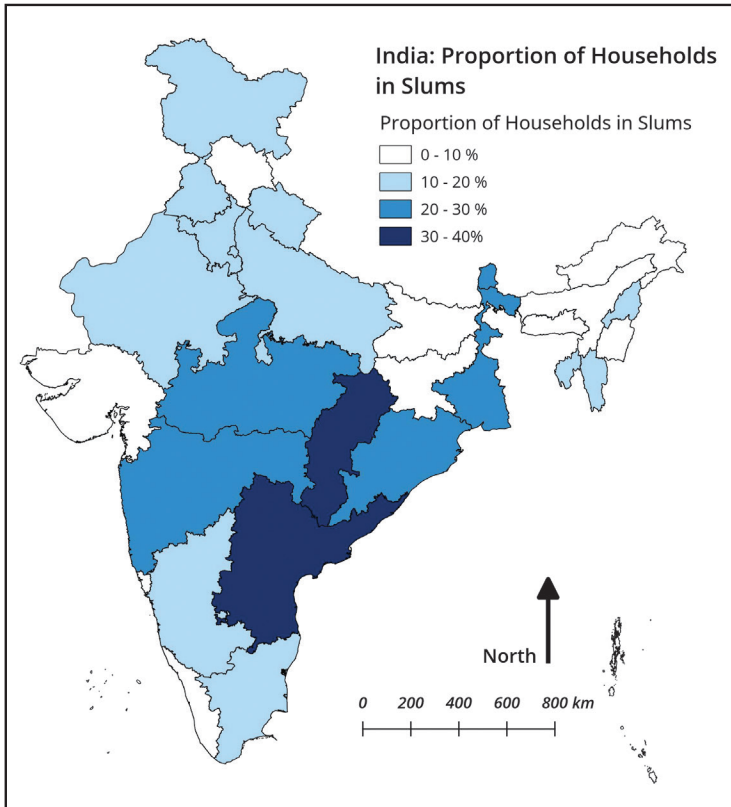 India: Proportion of Households
in Slums
Proportion of Households in Slums
0 - 10 %
10 - 20 %
20 - 30 %
30 - 40%
North
0 200 400 600 800 km